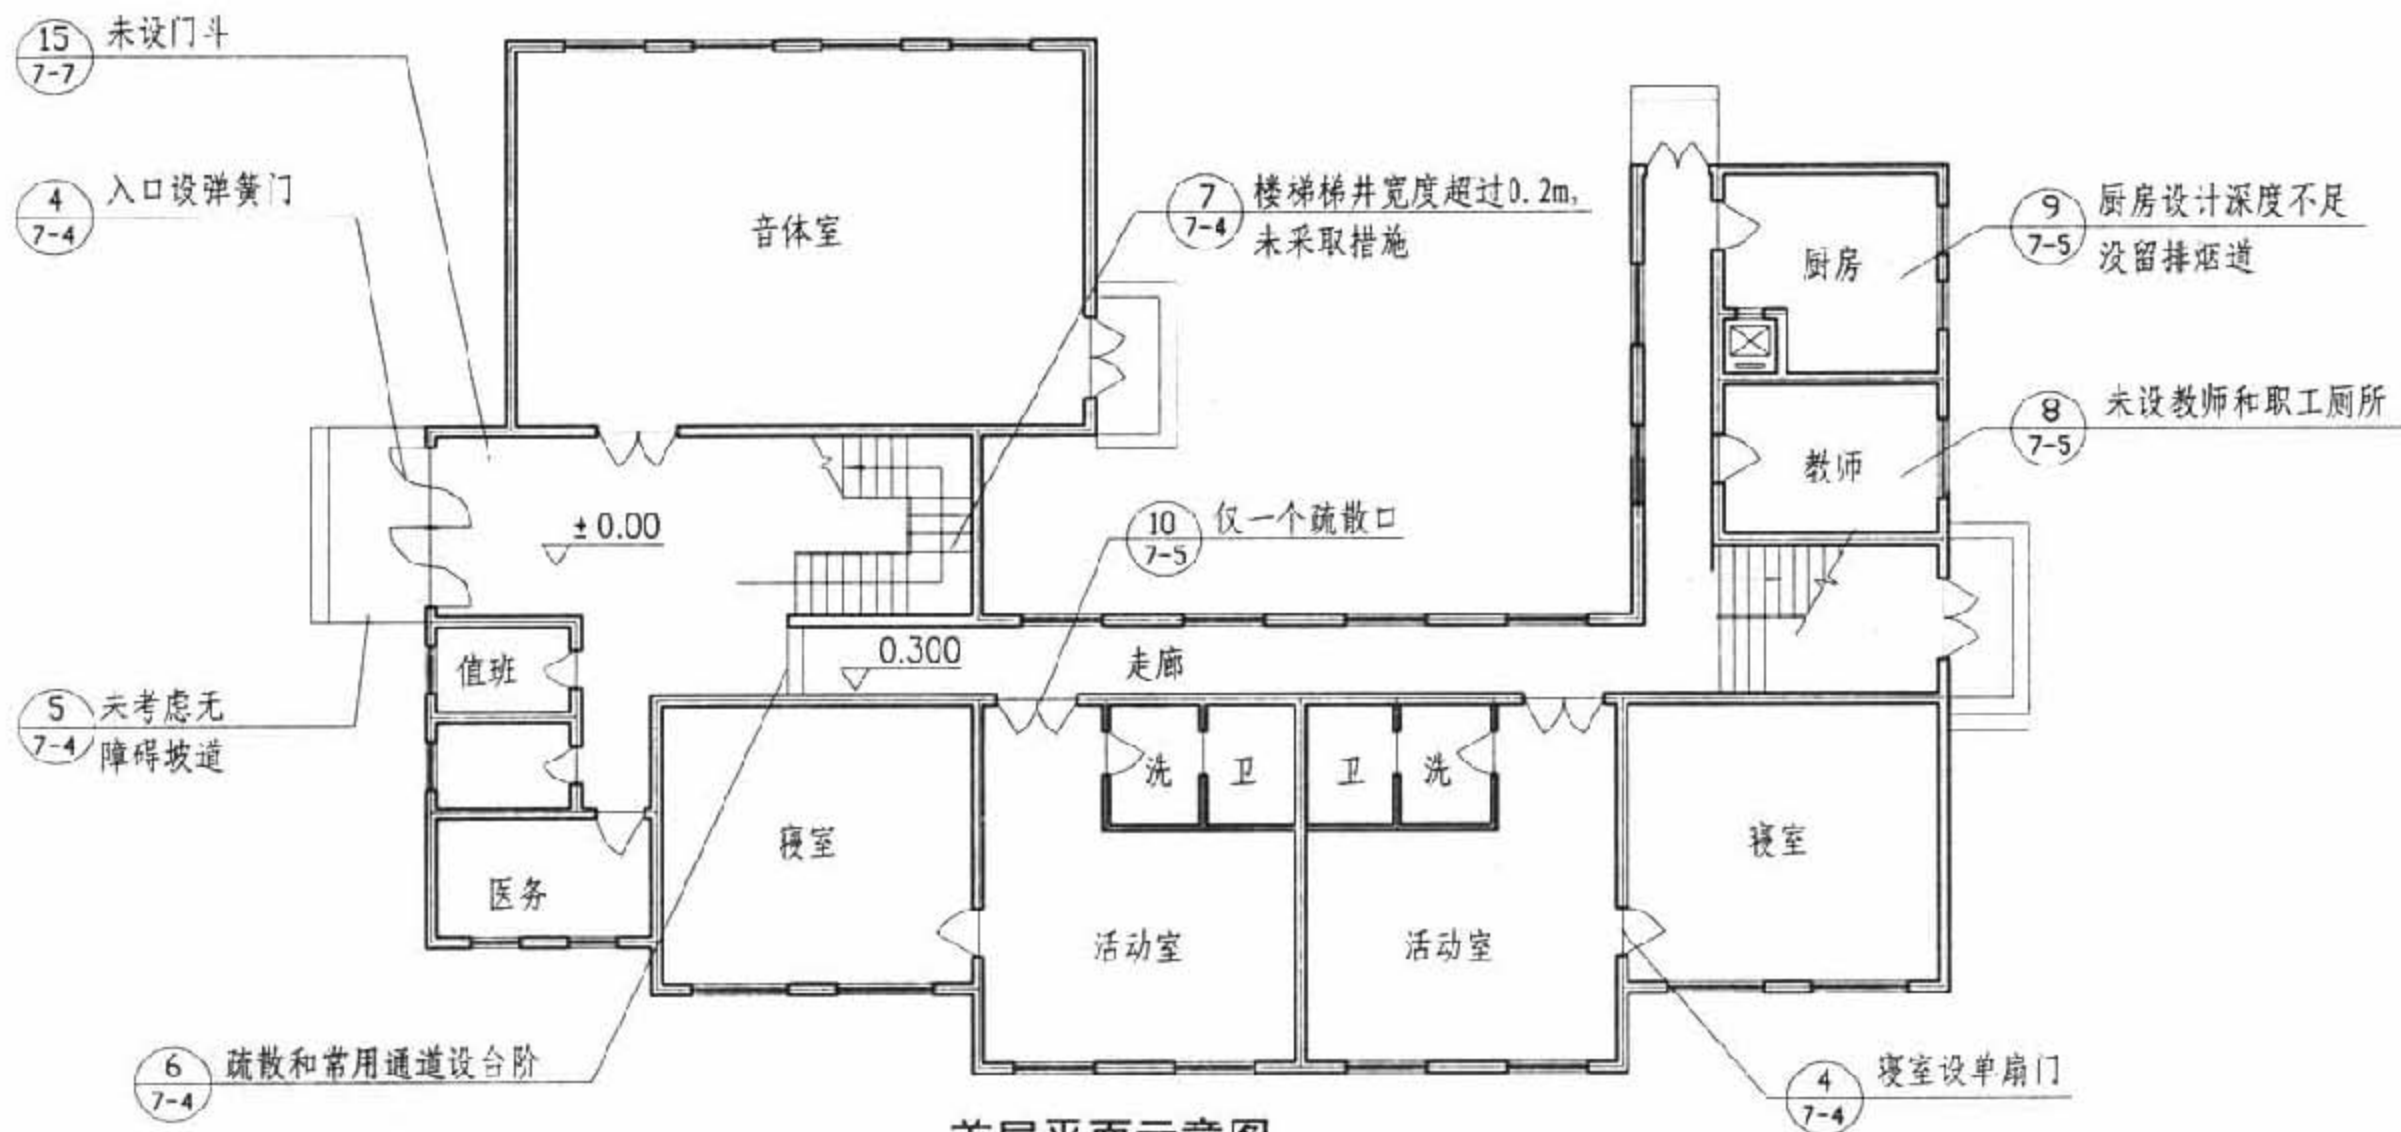 15 未设门斗
7-7
4 入口设弹簧门
7-4
音体室
7 楼梯梯井宽度超过0.2m,
7-4 未采取措施
厨房
9 厨房设计深度不足
7-5 没留排烟道
8 未设教师和职工厕所
7-5
教师
±0.00
10 仅一个疏散口
7-5
值班
0.300
走廊
5 未考虑无
7-4 障碍坡道
洗
卫
卫
洗
寝室
寝室
医务
活动室
活动室
6 疏散和常用通道设台阶
7-4
4 寝室设单扇门
7-4
首层平面示意图